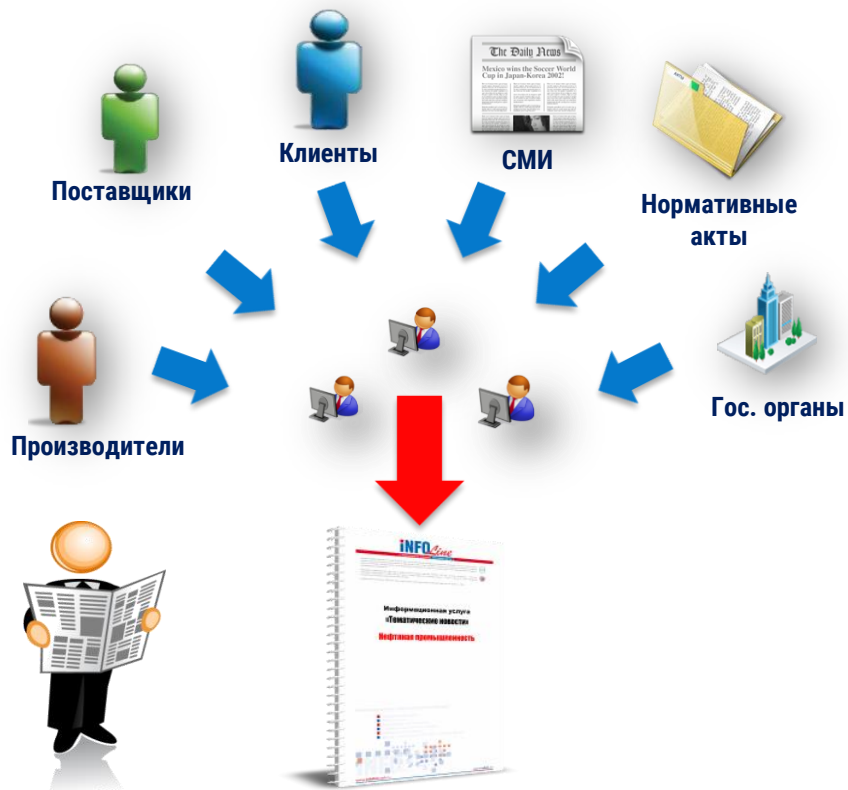 The Daily News
Mexico wins the Soccer World
Cup in Japan-Korea 2002!
Клиенты
СМИ
Поставщики
Нормативные
акты
Гос. органы
Производители
iNFOLine
Информационная услуга
«Тематические новости»
Нефтяная промышленность